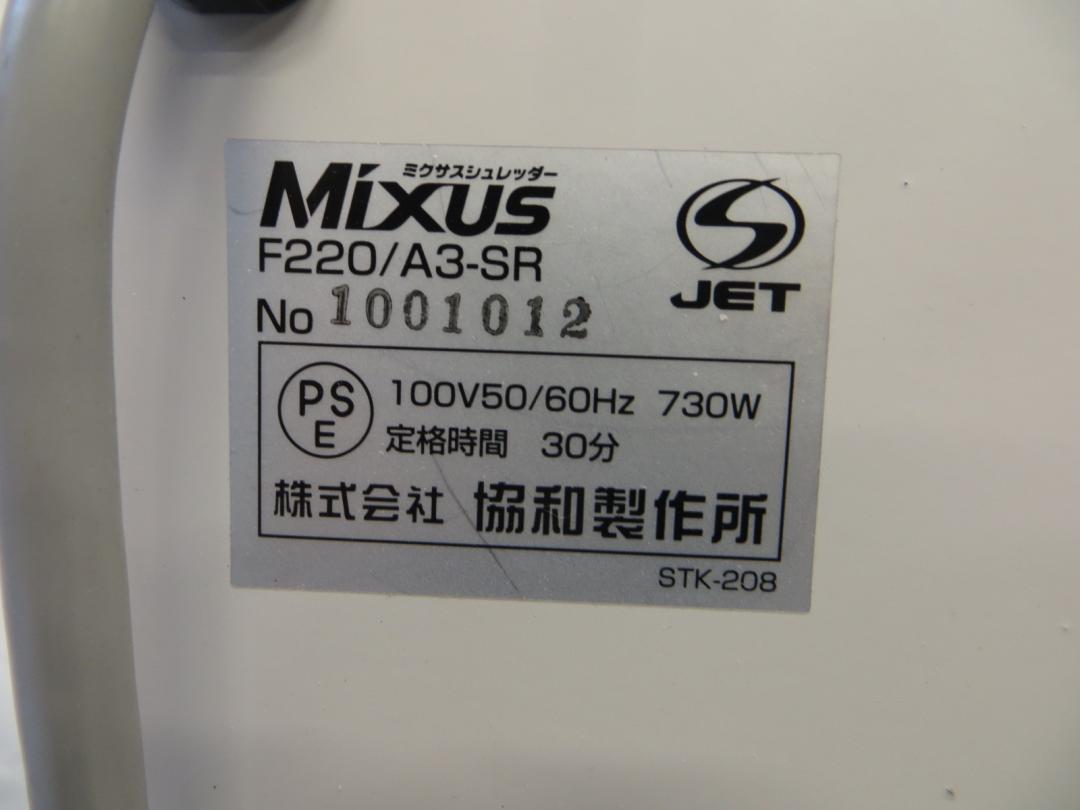 ミクサスシュレッダー
MiXUS
F220/A3-SR
No 1001012
JET
PSE 100V50/60Hz 730W
定格時間 30分
株式会社 協和製作所
STK-208